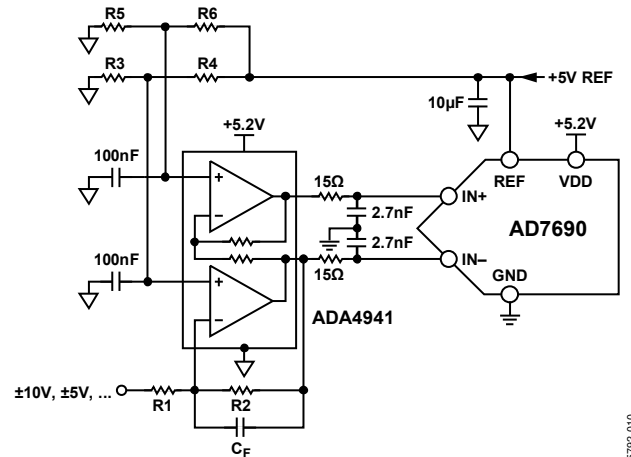 R5
R6
R3
R4
+5V REF
10µF
+5.2V
+5.2V
100nF
REF
VDD
+
15Ω
IN+
–
2.7nF
AD7690
2.7nF
100nF
+
15Ω
IN–
GND
–
ADA4941
±10V, ±5V, ...
R1
R2
CF